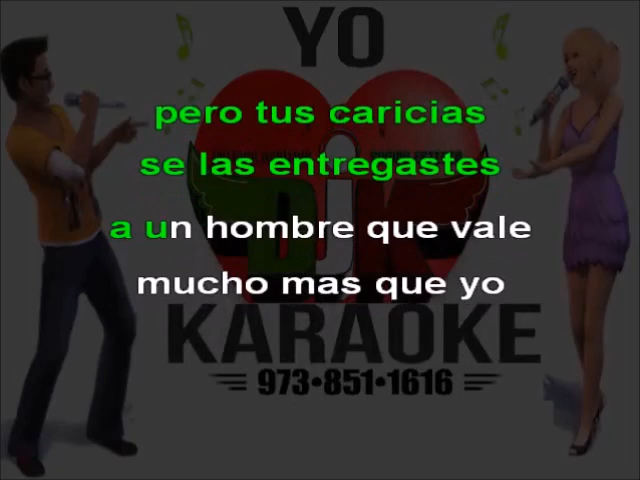 YO
pero tus caricias
se las entregastes
a un hombre que vale
mucho mas que yo
KARAOKE
973•851•1616